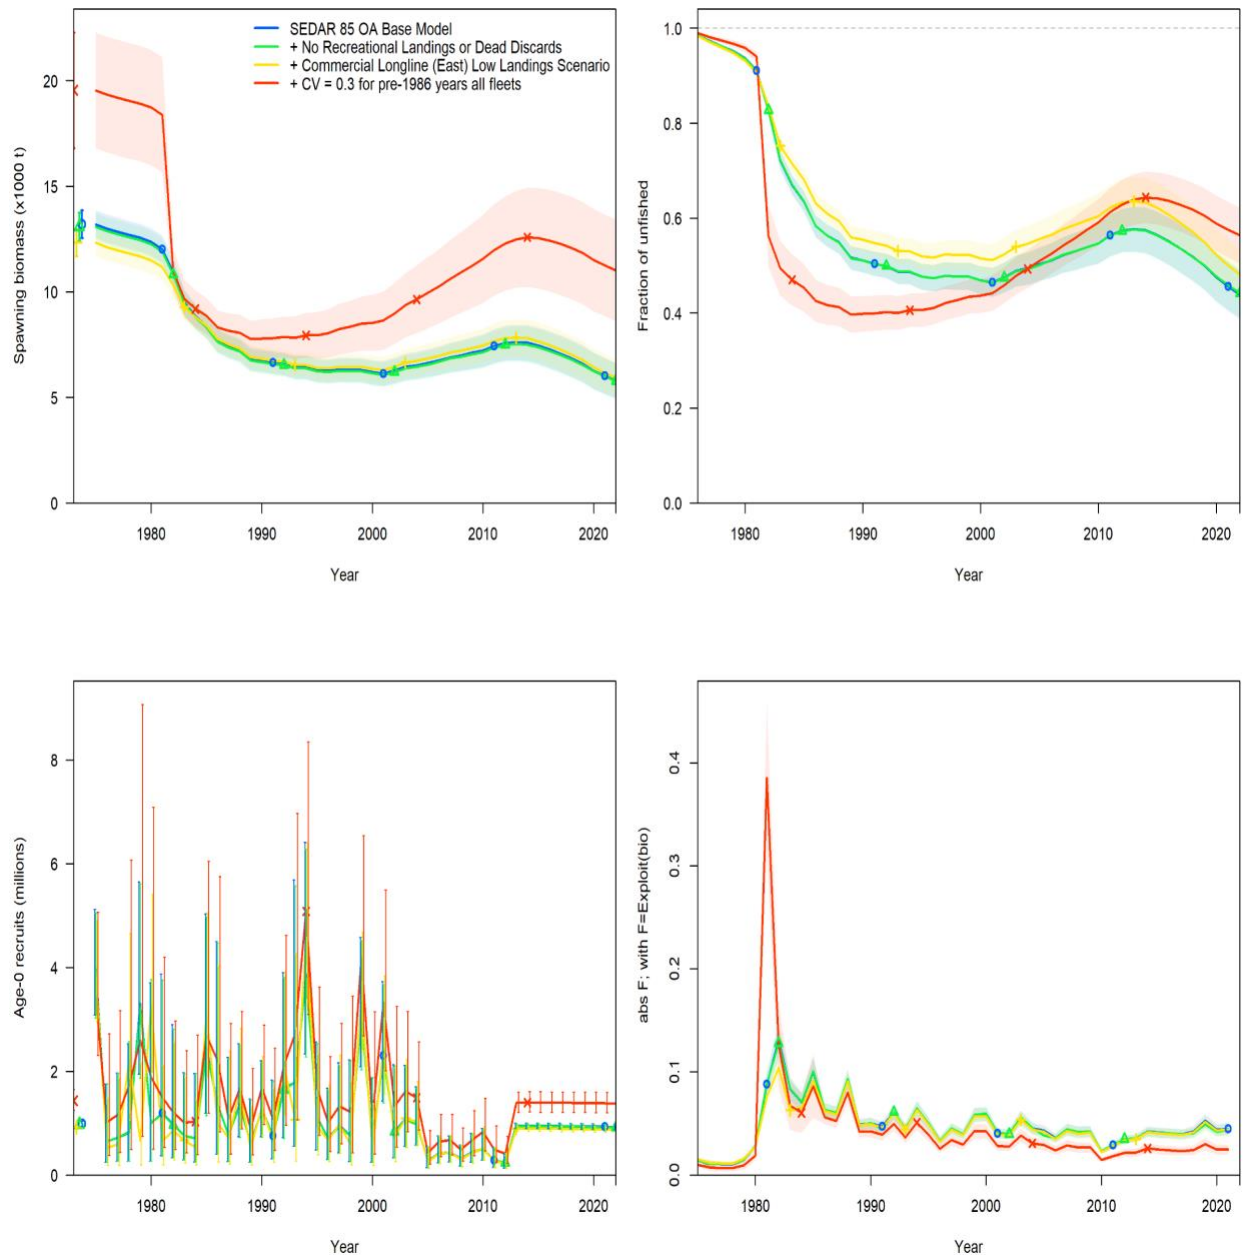 SEDAR 85 OA Base Model
+ No Recreational Landings or Dead Discards
+ Commercial Longline (East) Low Landings Scenario
+ CV = 0.3 for pre-1986 years all fleets
Spawning biomass (x1000 t)
20
15
10
5
0
1980 1990 2000 2010 2020
Year
Fraction of unfished
1.0
0.8
0.6
0.4
0.2
0.0
1980 1990 2000 2010 2020
Year
Age-0 recruits (millions)
8
6
4
2
0
1980 1990 2000 2010 2020
Year
abs F; with F=Exploit(bio)
0.4
0.3
0.2
0.1
0.0
1980 1990 2000 2010 2020
Year